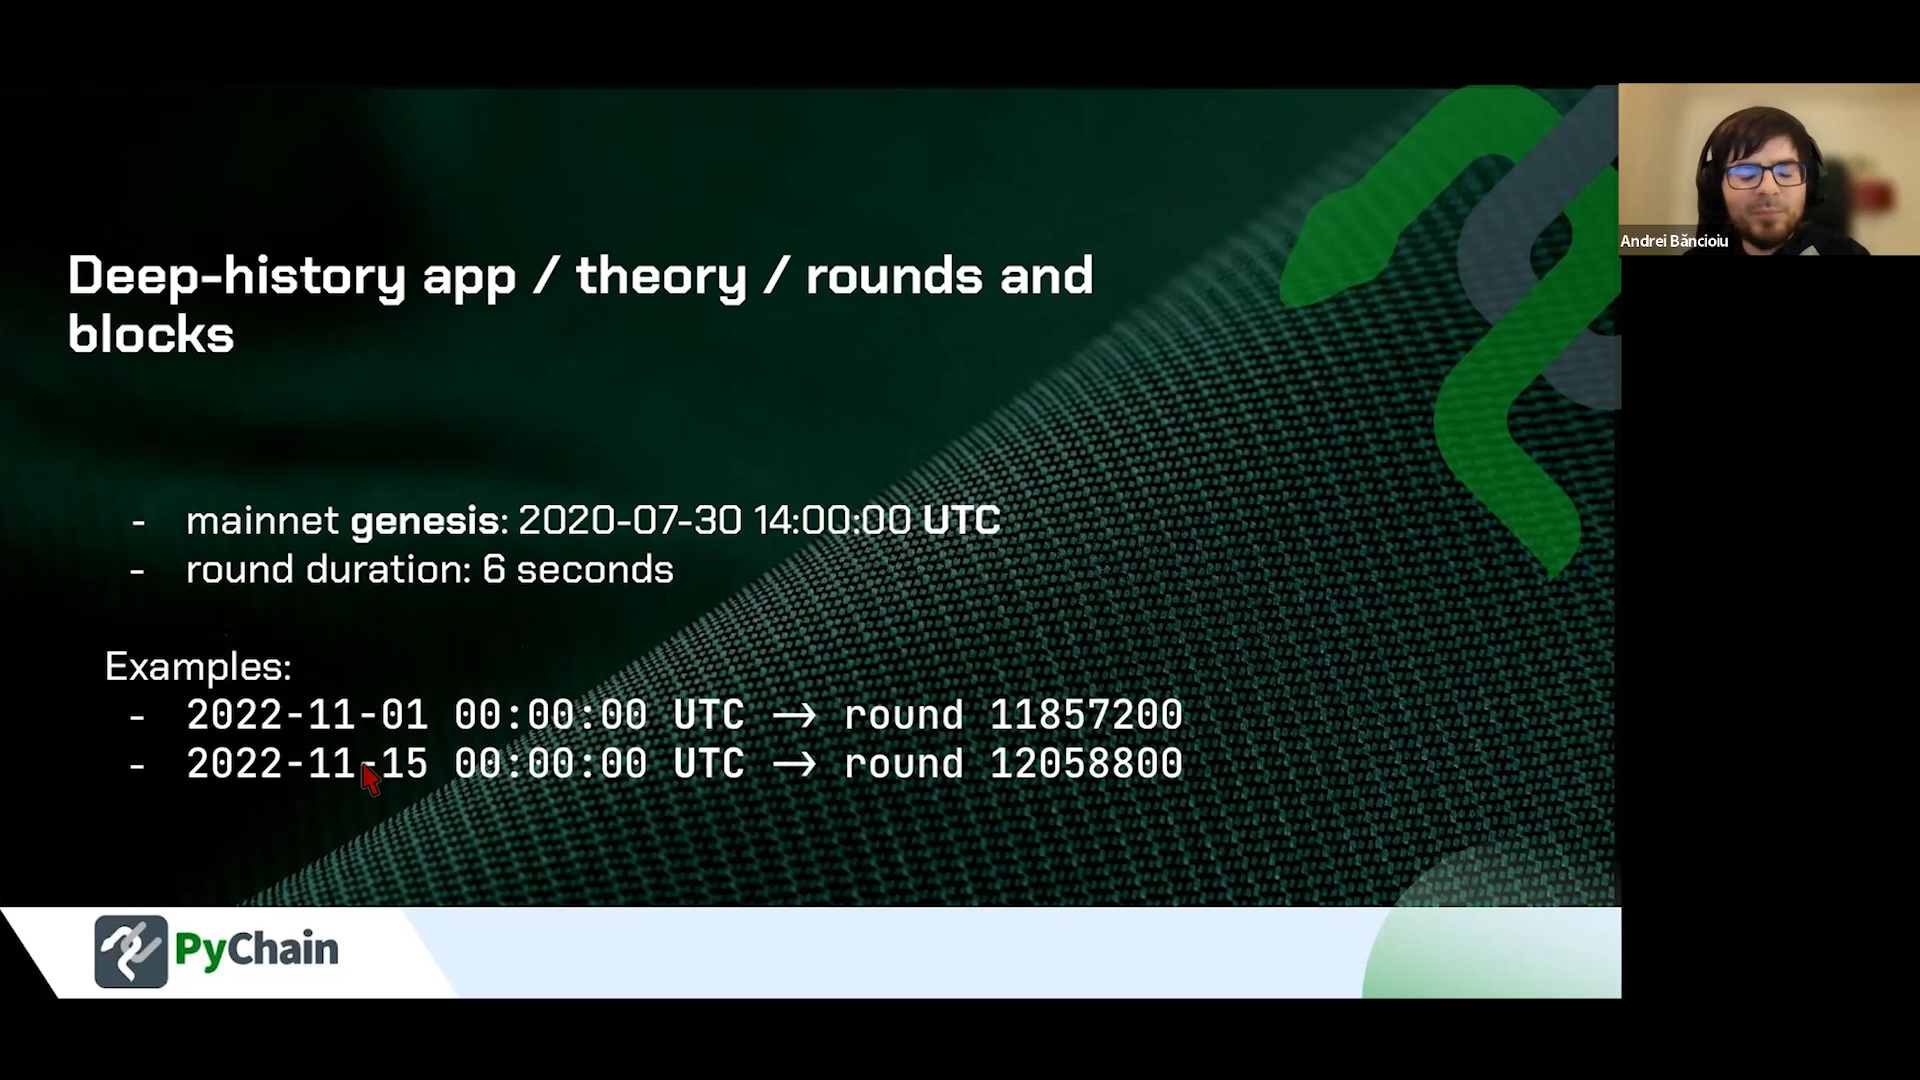 Deep-history app / theory / rounds and
blocks
- mainnet genesis: 2020-07-30 14:00:00 UTC
- round duration: 6 seconds
Examples:
- 2022-11-01 00:00:00 UTC → round 11857200
- 2022-11-15 00:00:00 UTC → round 12058800
PyChain
Andrei Băncioiu